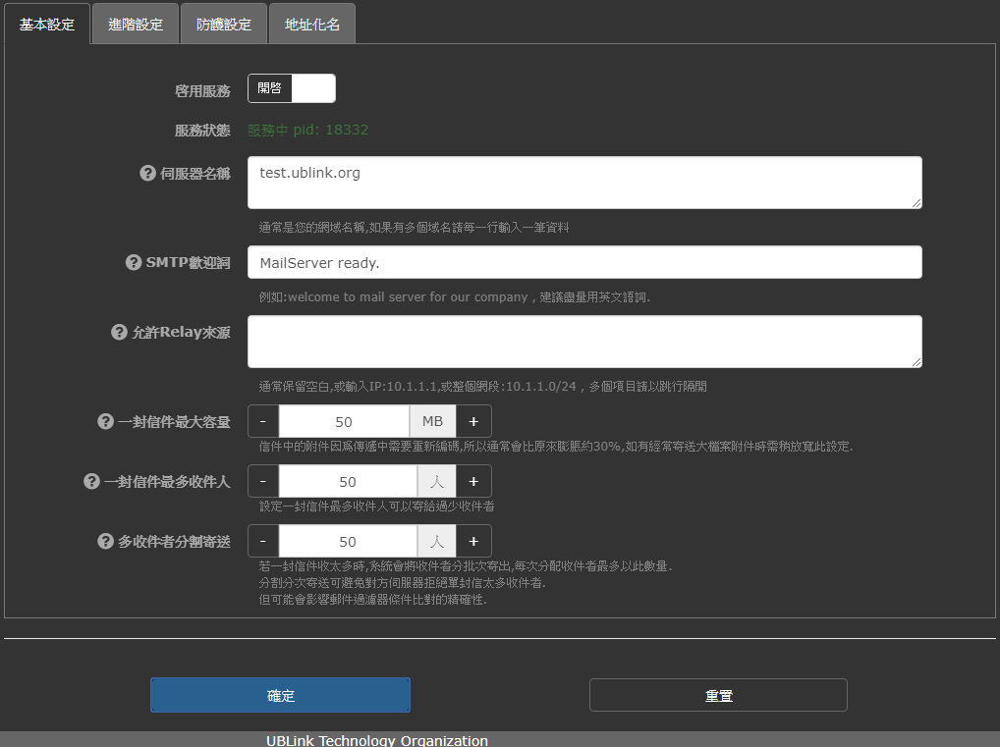 基本設定 進階設定 防護設定 地址化名
啓用服務 開啓
服務狀態 服務中 pid: 18332
伺服器名稱 test.ublink.org
通常是您的網域名稱,如果有多個域名請每一行輸入一筆資料
SMTP歡迎詞 MailServer ready.
例如:welcome to mail server for our company , 建議盡量用英文語詞.
允許Relay來源
通常保留空白,或輸入IP:10.1.1.1,或整個網段:10.1.1.0/24 , 多個項目請以跳行隔開
一封信件最大容量 - 50 MB +
信件中的附件因為傳遞中需要重新編碼,所以通常會比原來膨脹約30%,如有經常寄送大檔案附件時需稍放寬此設定.
一封信件最多收件人 - 50 人 +
設定一封信件最多收件人可以寄給過少收件者
多收件者分割寄送 - 50 人 +
若一封信件收太多時,系統會將收件者分批次寄出,每次分配收件者最多以此數量.
分割分次寄送可避免對方伺服器拒絕單封信太多收件者.
但可能會影響郵件過濾器條件比對的精確性.
確定 重置
UBLink Technology Organization